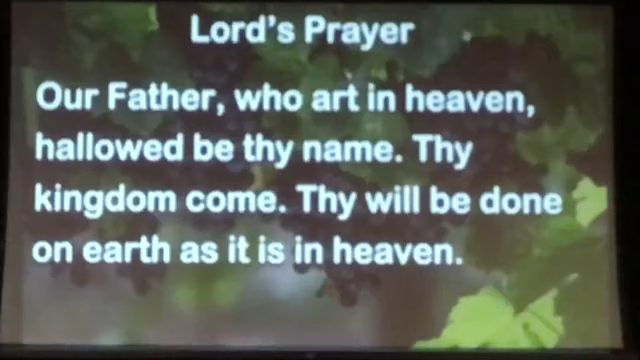 Lord's Prayer
Our Father, who art in heaven,
hallowed be thy name. Thy
kingdom come. Thy will be done
on earth as it is in heaven.